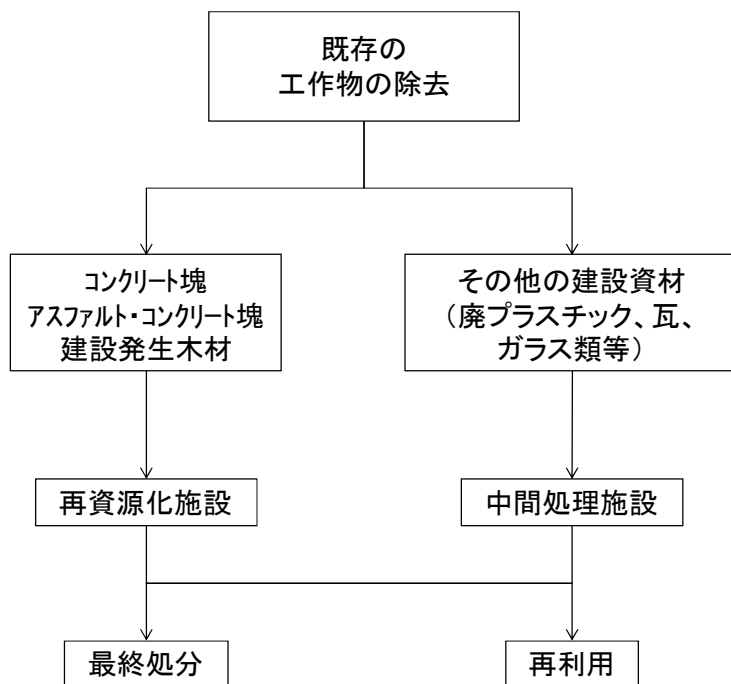 既存の
工作物の除去
コンクリート塊
アスファルト・コンクリート塊
建設発生木材
その他の建設資材
(廃プラスチック、瓦、
ガラス類等)
再資源化施設
中間処理施設
最終処分
再利用